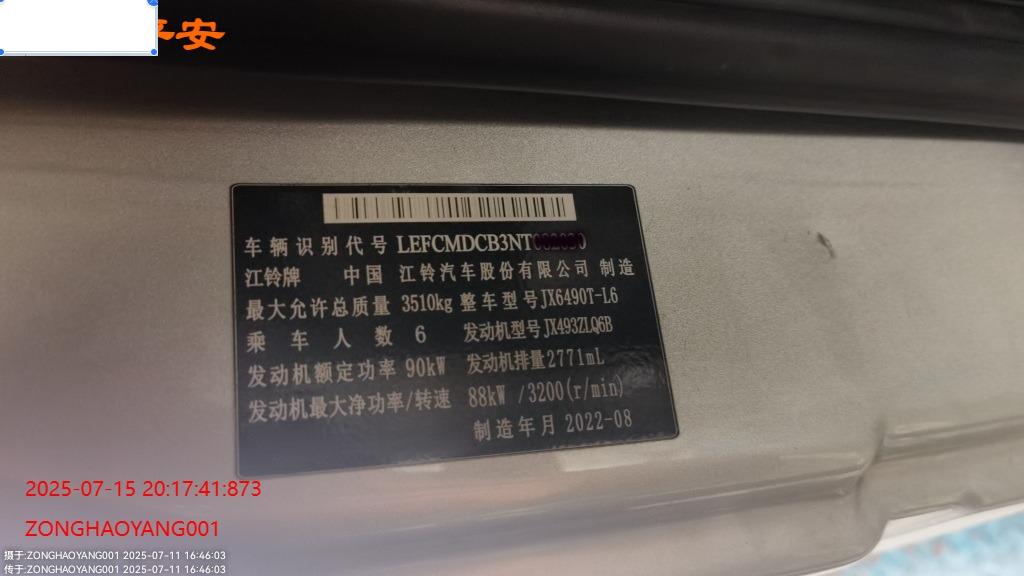 平安
车辆识别代号 LEFCMDCB3NT
江铃牌 中国 江铃汽车股份有限公司 制造
最大允许总质量 3510kg 整车型号JX6490T-L6
乘车人数 6 发动机型号JX493ZLQ6B
发动机额定功率 90kW 发动机排量2771mL
发动机最大净功率/转速 88kW /3200(r/min)
制造年月 2022-08
2025-07-15 20:17:41:873
ZONGHAOYANG001
摄于:ZONGHAOYANG001 2025-07-11 16:46:03
传于:ZONGHAOYANG001 2025-07-11 16:46:03